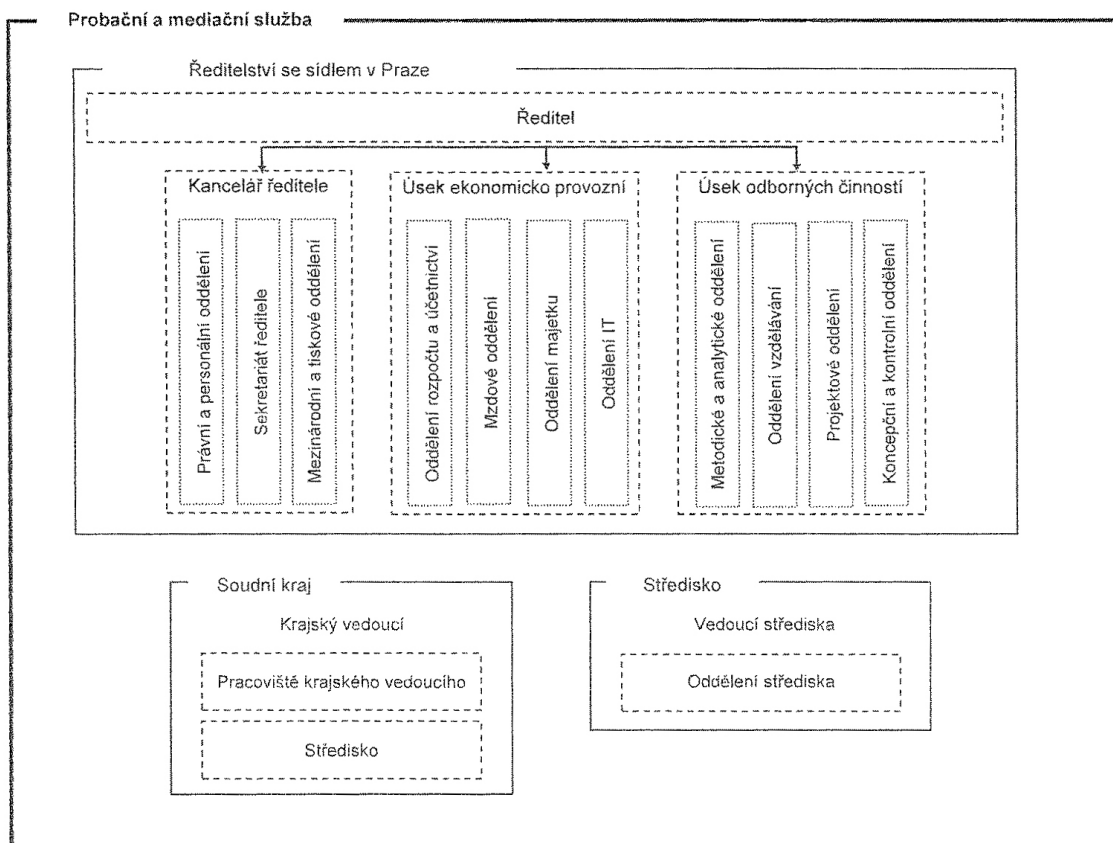 Probační a mediační služba
Ředitelství se sídlem v Praze
Ředitel
Kancelář ředitele
Právní a personální oddělení
Sekretariát ředitele
Mezinárodní a tiskové oddělení
Úsek ekonomicko provozní
Oddělení rozpočtu a účetnictví
Mzdové oddělení
Oddělení majetku
Oddělení IT
Úsek odborných činností
Metodické a analytické oddělení
Oddělení vzdělávání
Projektové oddělení
Koncepční a kontrolní oddělení
Soudní kraj
Krajský vedoucí
Pracoviště krajského vedoucího
Středisko
Středisko
Vedoucí střediska
Oddělení střediska